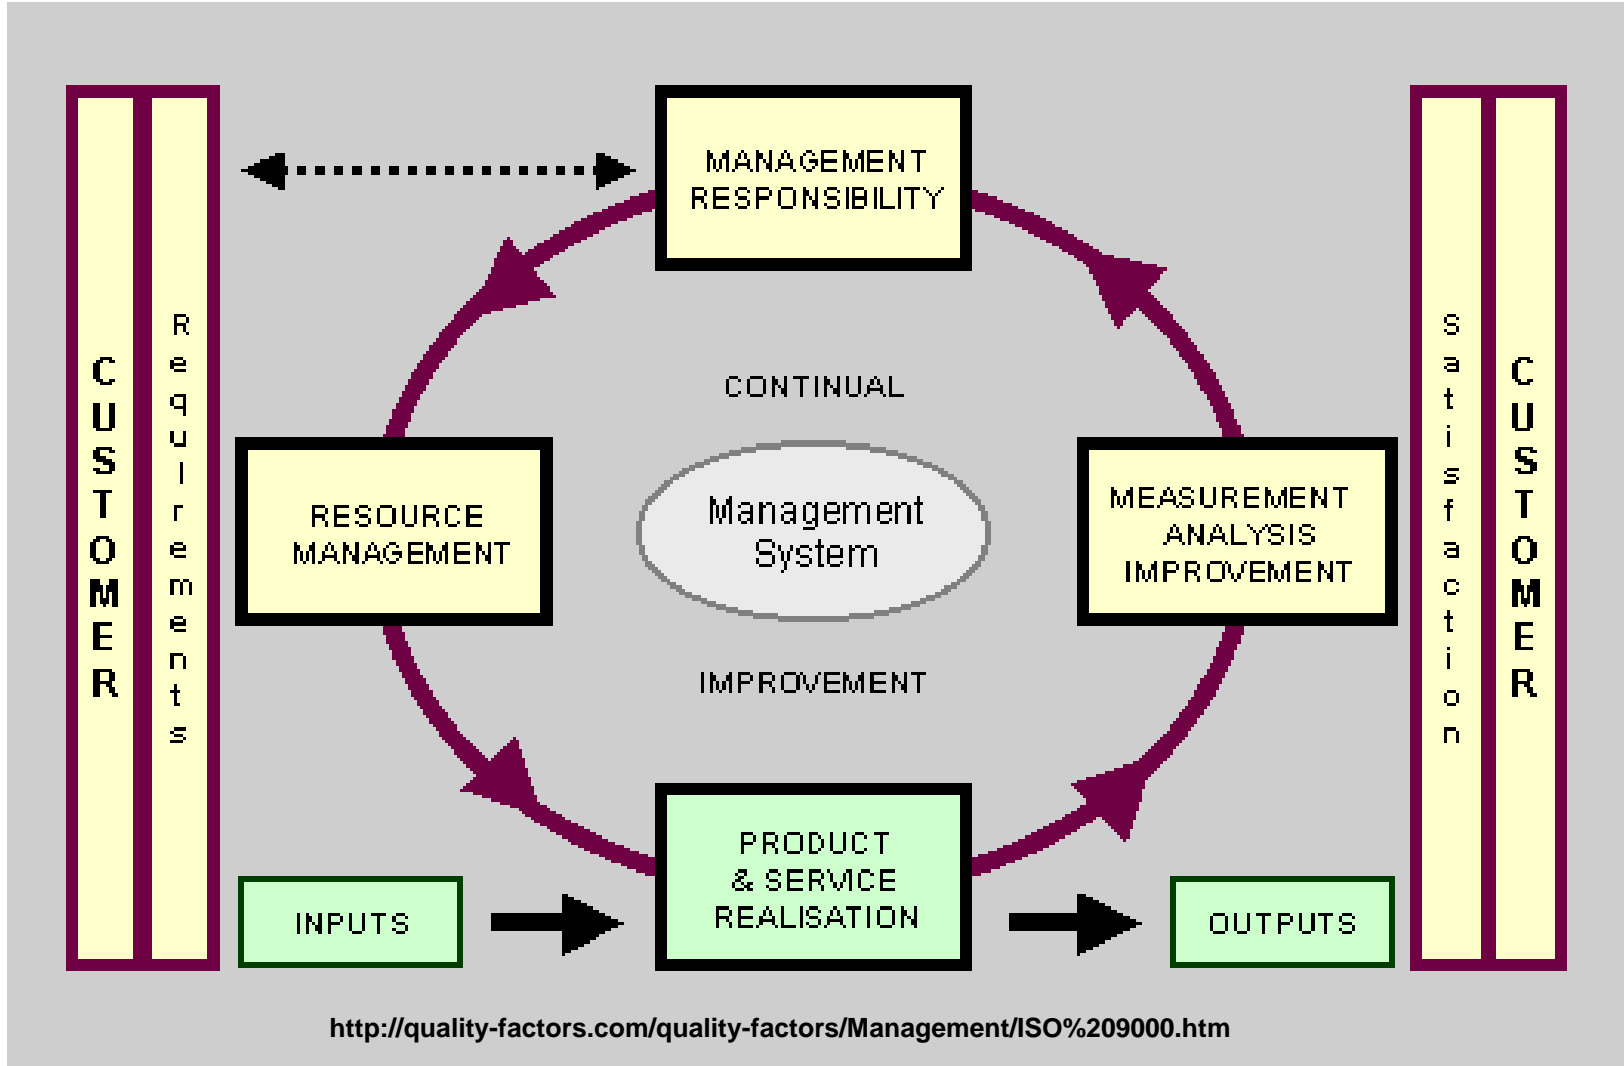 CUSTOMER
Requlrements
MANAGEMENT
RESPONSIBILITY
CONTINUAL
RESOURCE
MANAGEMENT
Management
System
MEASUREMENT
ANALYSIS
IMPROVEMENT
IMPROVEMENT
PRODUCT
& SERVICE
REALISATION
INPUTS
OUTPUTS
Satisfaction
CUSTOMER
http://quality-factors.com/quality-factors/Management/ISO%209000.htm